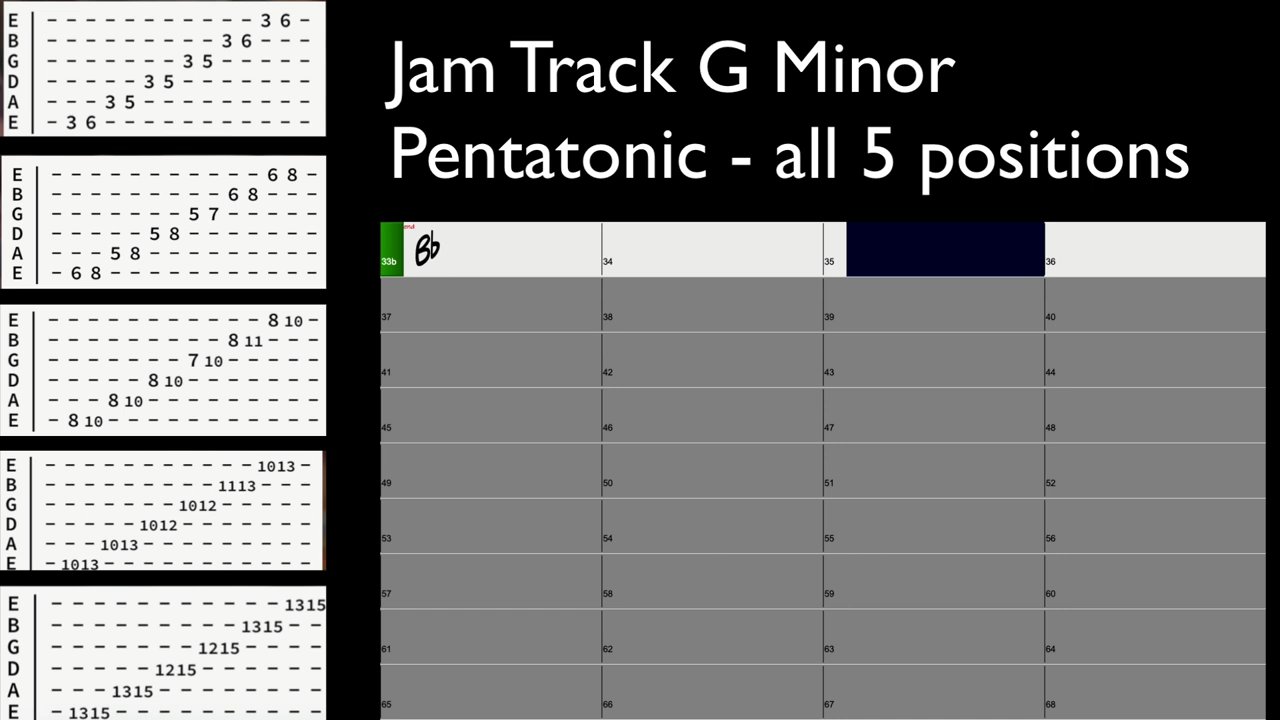 Jam Track G Minor
Pentatonic - all 5 positions
E | - - - - - - - - - - - 3 6 -
B | - - - - - - - - - 3 6 - - -
G | - - - - - - - 3 5 - - - - -
D | - - - - - 3 5 - - - - - - -
A | - - - 3 5 - - - - - - - - -
E | - 3 6 - - - - - - - - - - -
E | - - - - - - - - - - - 6 8 -
B | - - - - - - - - - 6 8 - - -
G | - - - - - - - 5 7 - - - - -
D | - - - - - 5 8 - - - - - - -
A | - - - 5 8 - - - - - - - - -
E | - 6 8 - - - - - - - - - - -
E | - - - - - - - - - - - 8 10 -
B | - - - - - - - - - 8 11 - - -
G | - - - - - - - 7 10 - - - - -
D | - - - - - 8 10 - - - - - - -
A | - - - 8 10 - - - - - - - - -
E | - 8 10 - - - - - - - - - - -
E | - - - - - - - - - - - 1013 -
B | - - - - - - - - - 1113 - - -
G | - - - - - - - 1012 - - - - -
D | - - - - - 1012 - - - - - - -
A | - - - 1013 - - - - - - - - -
E | - 1013 - - - - - - - - - - -
E | - - - - - - - - - - - 1315
B | - - - - - - - - - 1315 - -
G | - - - - - - - 1215 - - - -
D | - - - - - 1215 - - - - - -
A | - - - 1315 - - - - - - - -
E | - 1315 - - - - - - - - - -
33b Bb 34 35 36
37 38 39 40
41 42 43 44
45 46 47 48
49 50 51 52
53 54 55 56
57 58 59 60
61 62 63 64
65 66 67 68